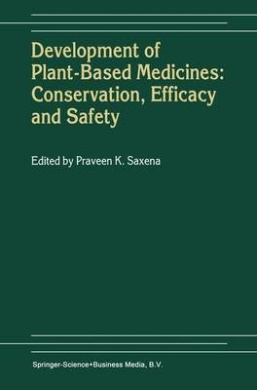 Development of
Plant-Based Medicines:
Conservation, Efficacy
and Safety
Edited by Praveen K. Saxena
Springer-Science+Business Media, B.V.